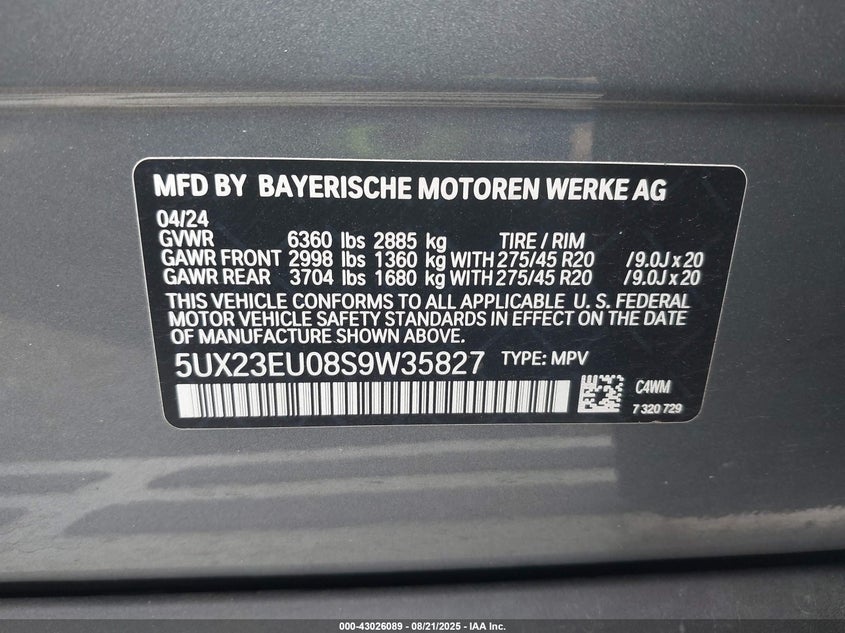 MFD BY BAYERISCHE MOTOREN WERKE AG
04/24
GVWR 6360 lbs 2885 kg TIRE / RIM
GAWR FRONT 2998 lbs 1360 kg WITH 275/45 R20 /9.0J x 20
GAWR REAR 3704 lbs 1680 kg WITH 275/45 R20 /9.0J x 20
THIS VEHICLE CONFORMS TO ALL APPLICABLE U. S. FEDERAL
MOTOR VEHICLE SAFETY STANDARDS IN EFFECT ON THE DATE
OF MANUFACTURE SHOWN ABOVE.
5UX23EU08S9W35827 TYPE: MPV
C4WM
7 320 729
000-43026089 - 08/21/2025 - IAA Inc.